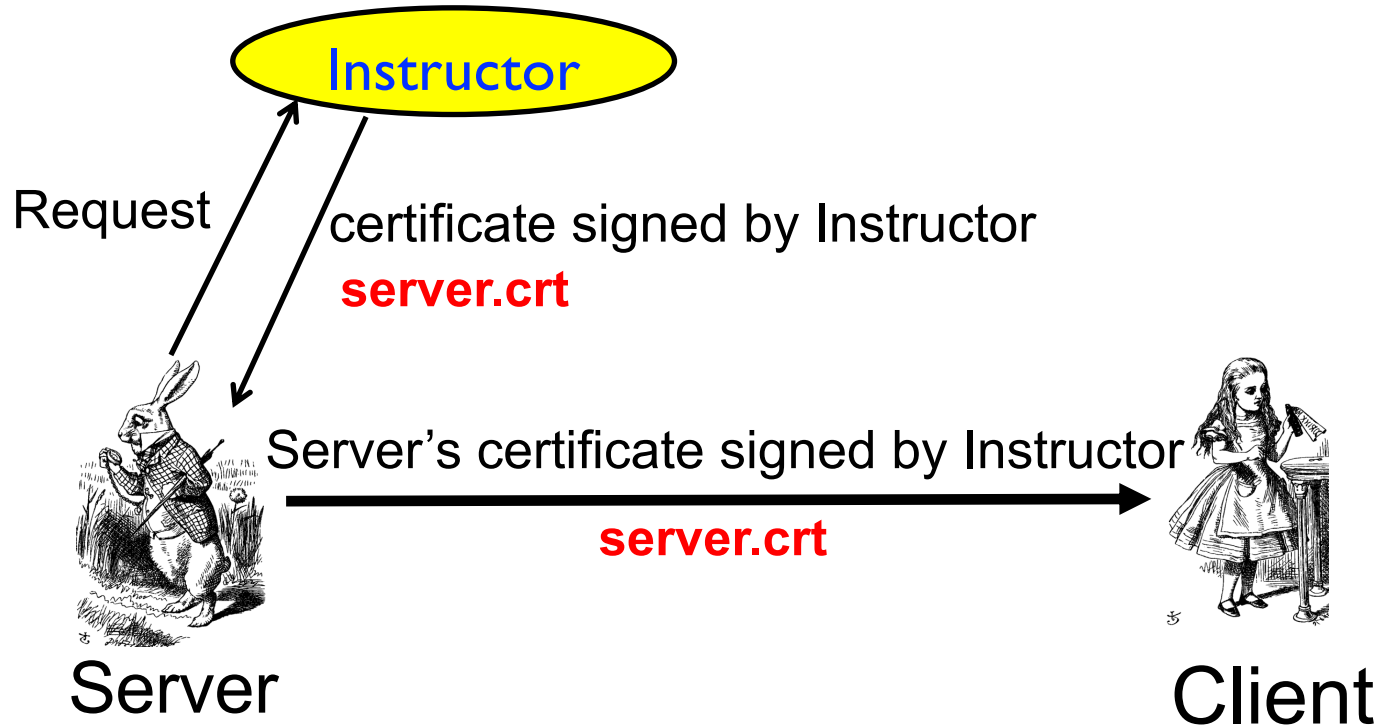 Instructor
Request
certificate signed by Instructor
server.crt
Server’s certificate signed by Instructor
server.crt
Server
Client